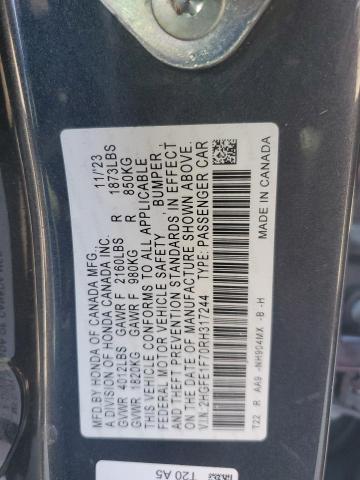 MFD. BY HONDA OF CANADA MFG., 11/'23
A DIVISION OF HONDA CANADA INC.
GVWR 4012LBS GAWR F 2160LBS R 1873LBS
GVWR 1820KG GAWR F 980KG R 850KG
THIS VEHICLE CONFORMS TO ALL APPLICABLE
FEDERAL MOTOR VEHICLE SAFETY, BUMPER,
AND THEFT PREVENTION STANDARDS IN EFFECT
ON THE DATE OF MANUFACTURE SHOWN ABOVE.
V.I.N.:2HGFE1F70RH317244 TYPE:PASSENGER CAR
T22 R AA9 -NH904MX -B -H MADE IN CANADA
T20 A5